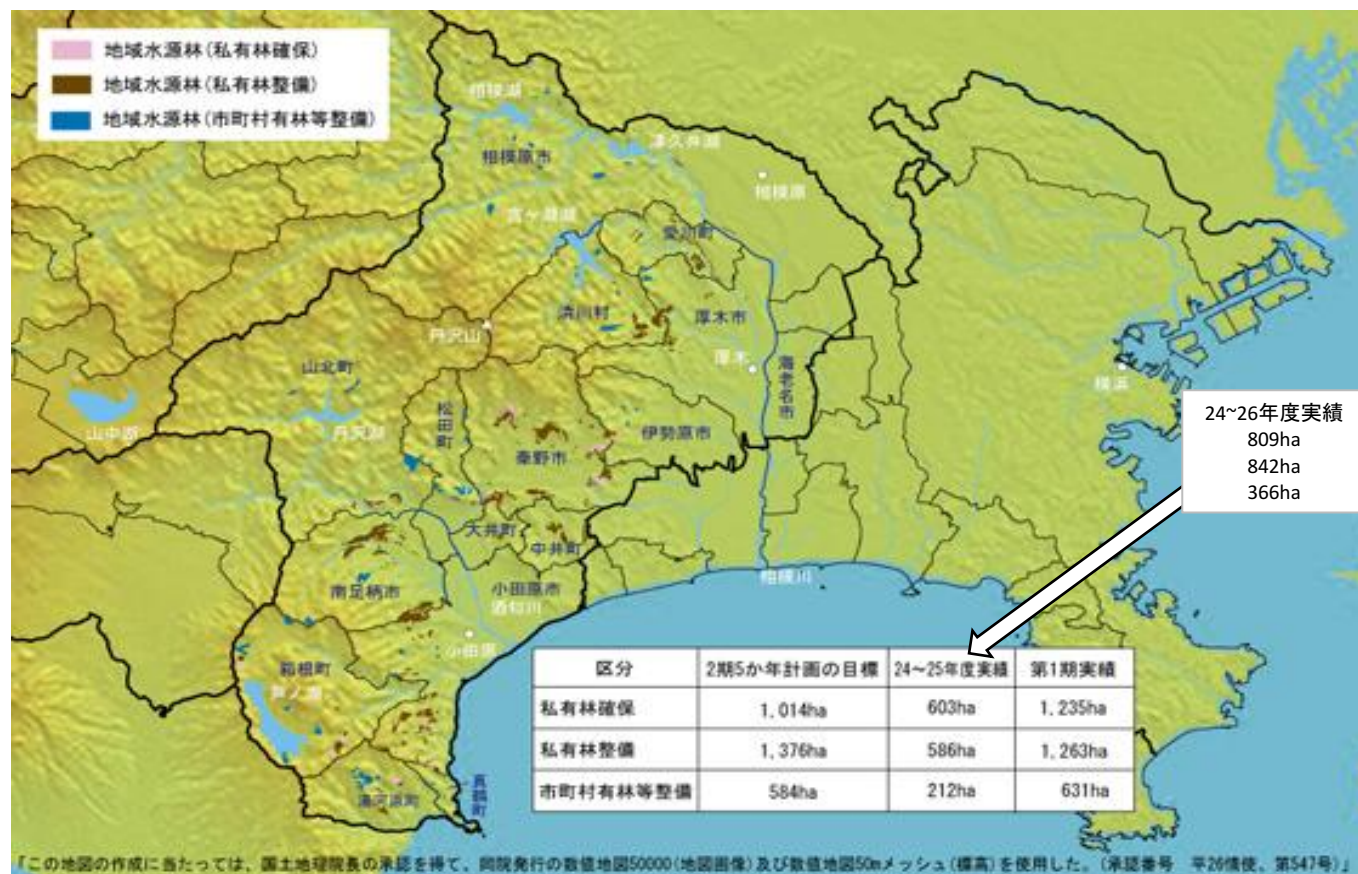 地域水源林(私有林確保)
地域水源林(私有林整備)
地域水源林(市町村有林等整備)
相模湖
津久井湖
相模原市
相模原
宮ヶ瀬湖
愛川町
清川村
厚木市
丹沢山
厚木
海老名市
山北町
横浜
松田町
山中湖
丹沢湖
伊勢原市
秦野市
24~26年度実績
809ha
842ha
366ha
大井町
中井町
相模川
南足柄市
小田原市
酒匂川
小田原
箱根町
芦ノ湖
湯河原町
真鶴町
区分 2期5か年計画の目標 24～25年度実績 第1期実績
私有林確保 1,014ha 603ha 1,235ha
私有林整備 1,376ha 586ha 1,263ha
市町村有林等整備 584ha 212ha 631ha
「この地図の作成に当たっては、国土地理院長の承認を得て、同院発行の数値地図50000(地図画像)及び数値地図50mメッシュ(標高)を使用した。(承認番号　平26情使、第547号)」